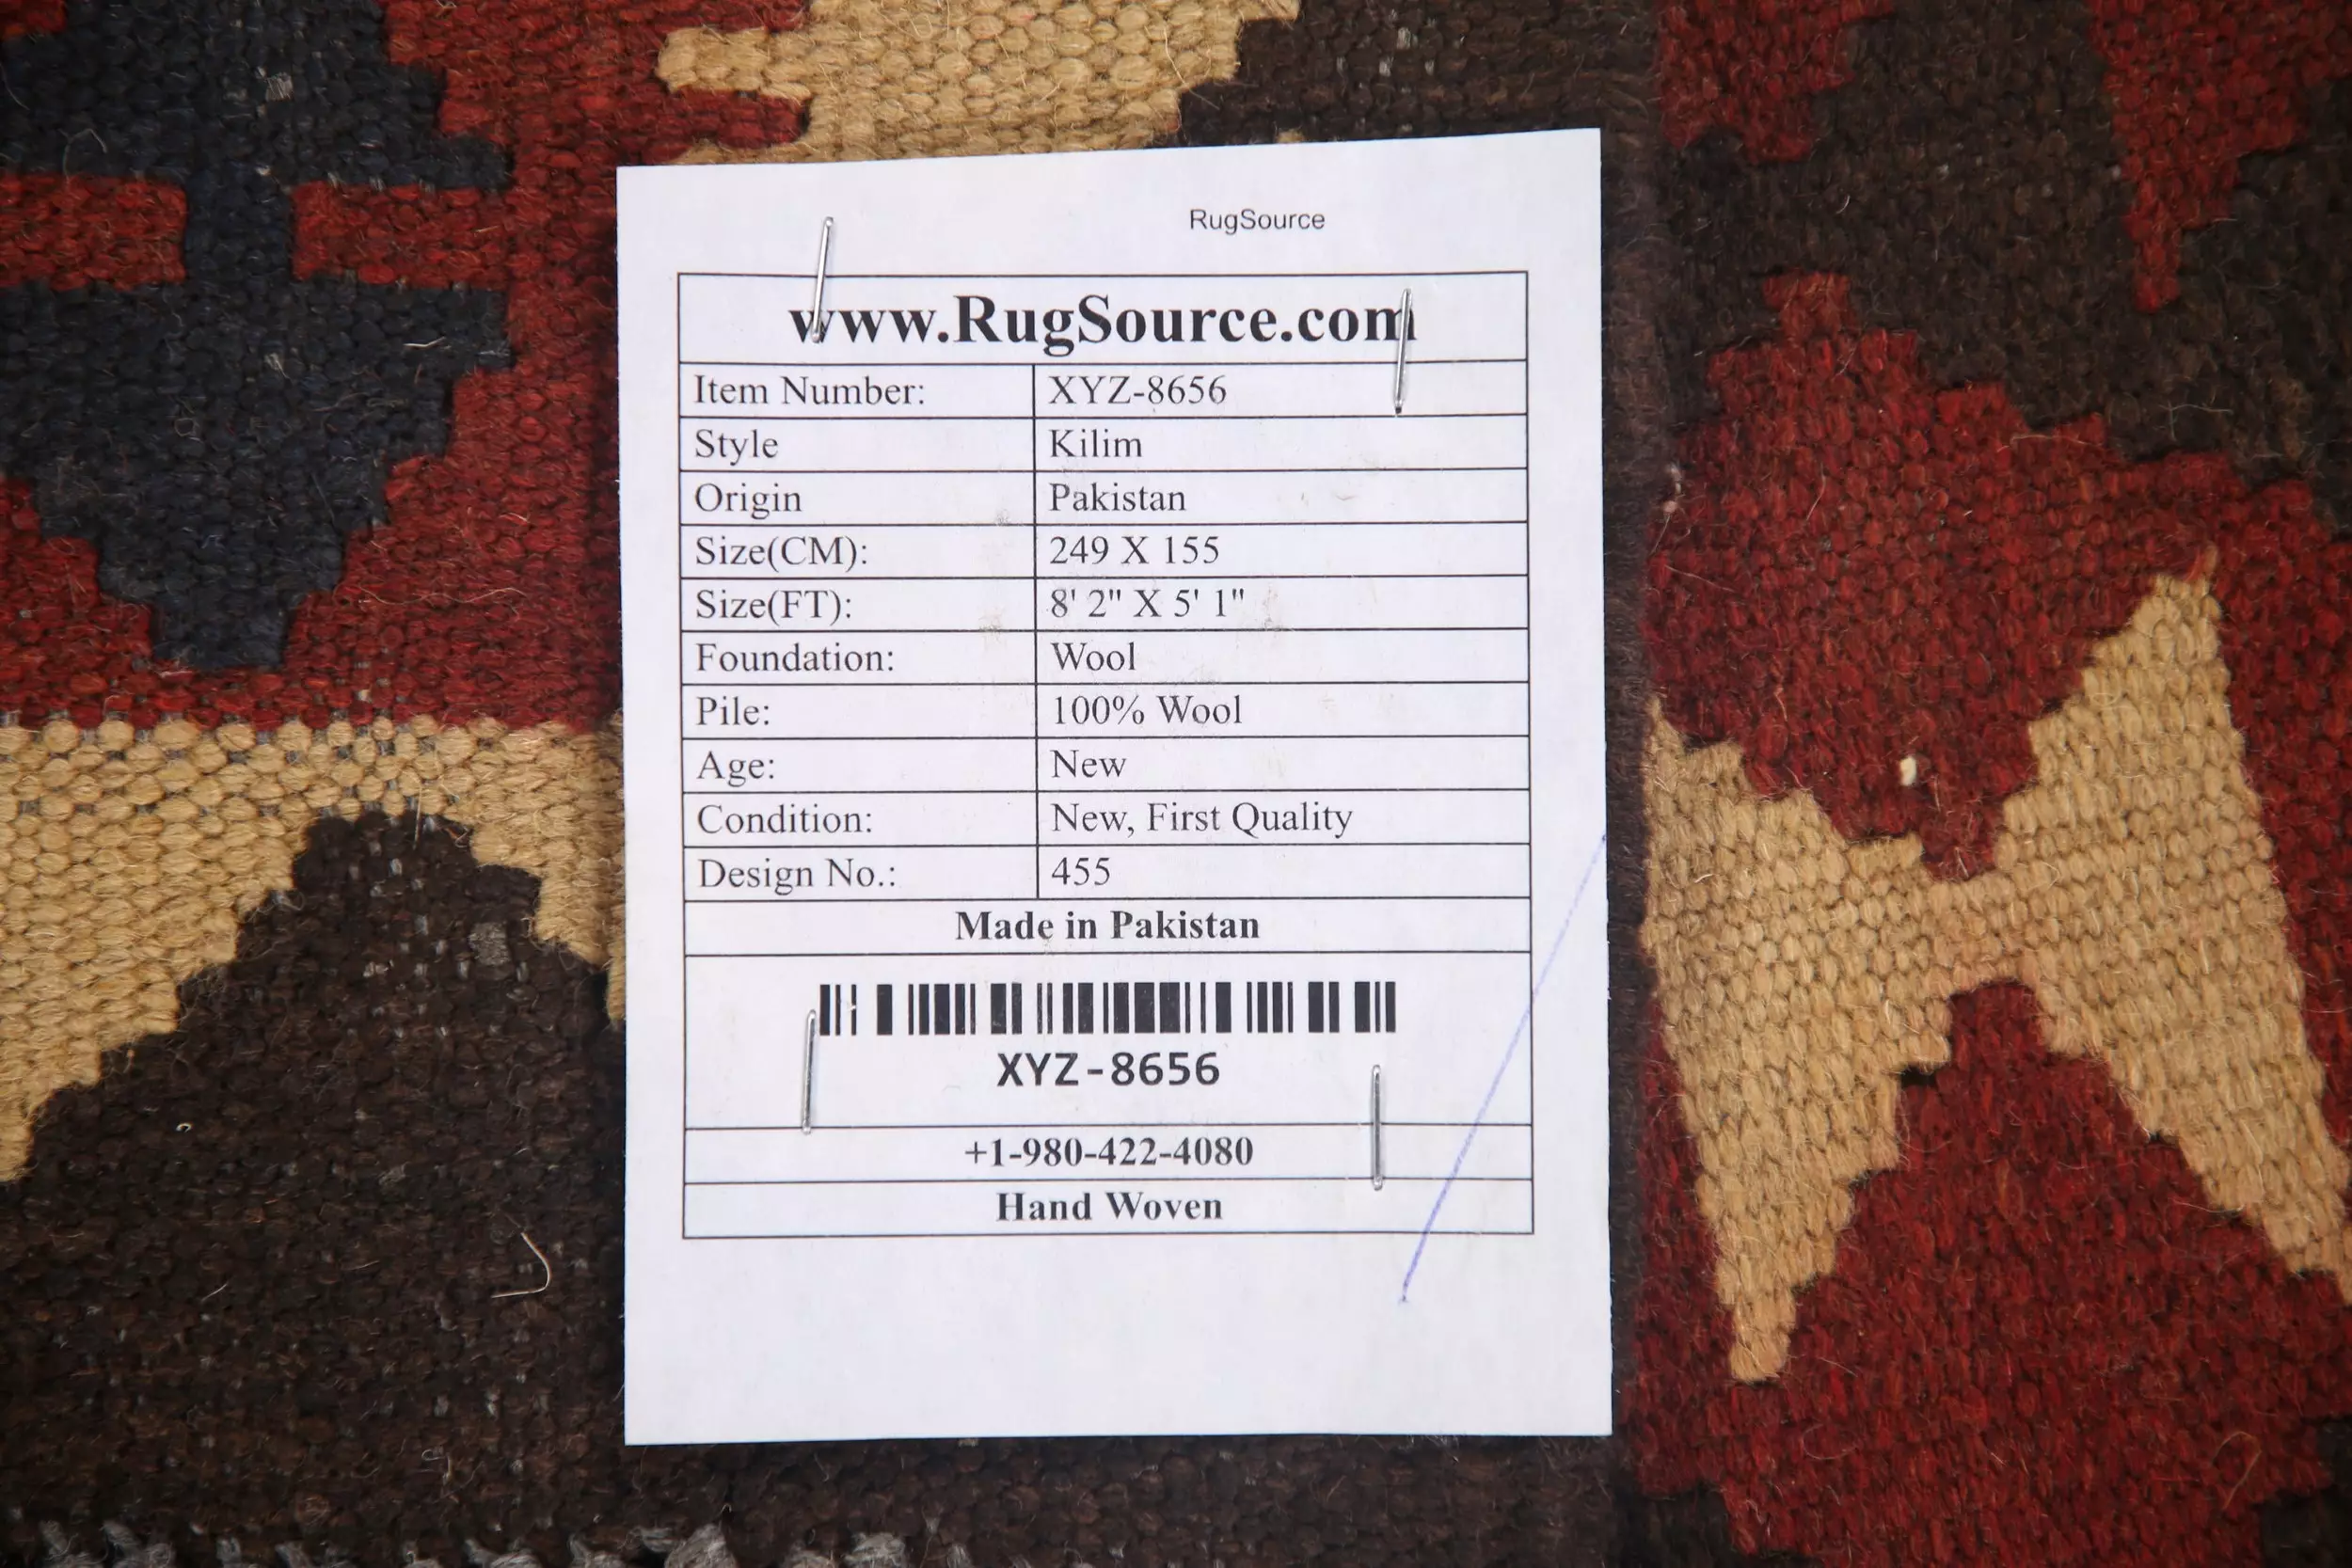 RugSource
www.RugSource.com
Item Number: XYZ-8656
Style Kilim
Origin Pakistan
Size(CM): 249 X 155
Size(FT): 8' 2" X 5' 1"
Foundation: Wool
Pile: 100% Wool
Age: New
Condition: New, First Quality
Design No.: 455
Made in Pakistan
XYZ-8656
+1-980-422-4080
Hand Woven